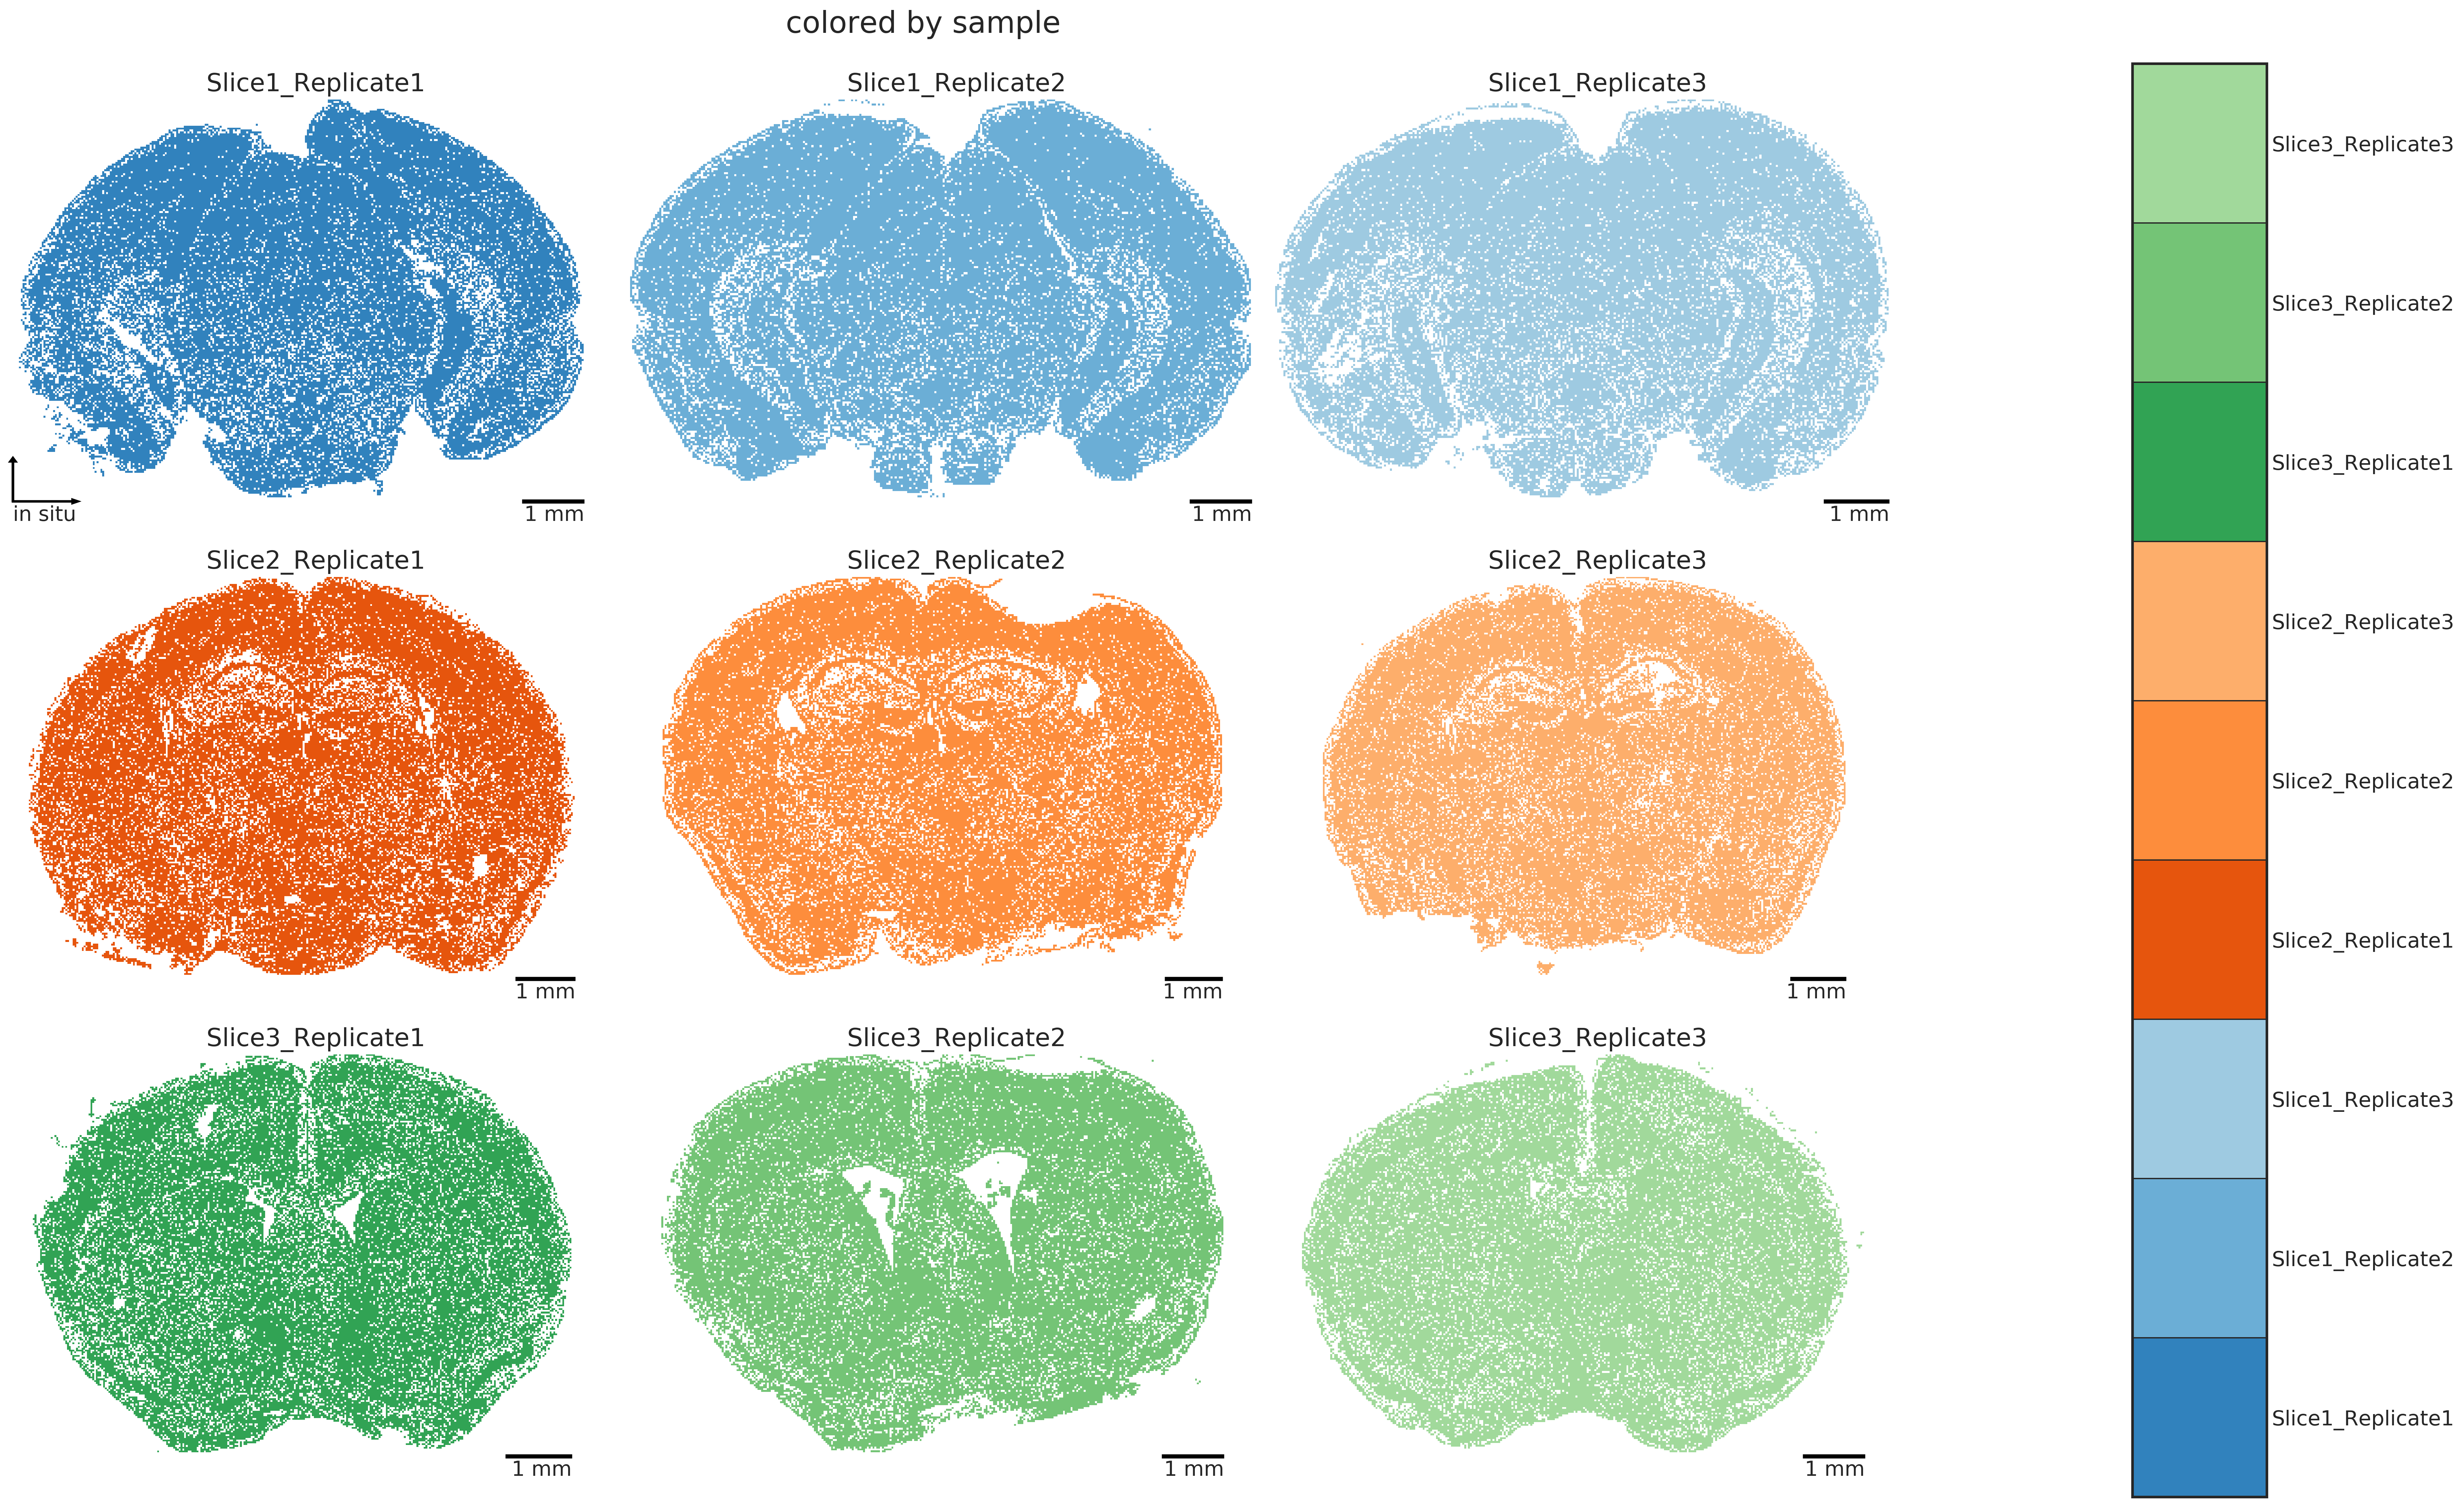 colored by sample
Slice1_Replicate1
Slice1_Replicate2
Slice1_Replicate3
in situ
1 mm
1 mm
1 mm
Slice2_Replicate1
Slice2_Replicate2
Slice2_Replicate3
1 mm
1 mm
1 mm
Slice3_Replicate1
Slice3_Replicate2
Slice3_Replicate3
1 mm
1 mm
1 mm
Slice3_Replicate3
Slice3_Replicate2
Slice3_Replicate1
Slice2_Replicate3
Slice2_Replicate2
Slice2_Replicate1
Slice1_Replicate3
Slice1_Replicate2
Slice1_Replicate1